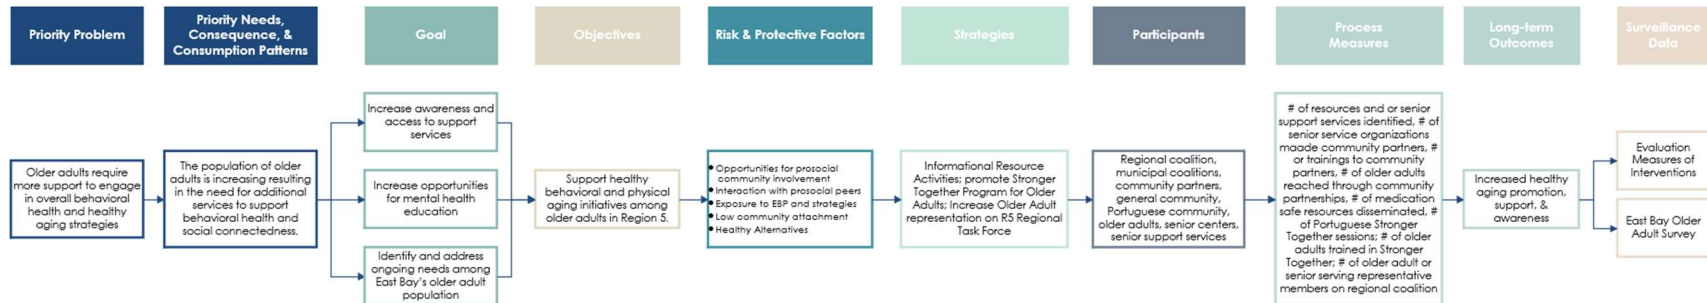 Priority Problem
Priority Needs,
Consequence, &
Consumption Patterns
Goal
Objectives
Risk & Protective Factors
Strategies
Participants
Process
Measures
Long-term
Outcomes
Surveillance
Data
Older adults require
more support to engage
in overall behavioral
health and healthy
aging strategies
The population of older
adults is increasing resulting
in the need for additional
services to support
behavioral health and
social connectedness.
Increase awareness and
access to support
services
Increase opportunities
for mental health
education
Identify and address
ongoing needs among
East Bay's older adult
population
Support healthy
behavioral and physical
aging initiatives among
older adults in Region 5.
• Opportunities for prosocial
community involvement
• Interaction with prosocial peers
• Exposure to EBP and strategies
• Low community attachment
• Healthy Alternatives
Informational Resource
Activities; promote Stronger
Together Program for Older
Adults; Increase Older Adult
representation on R5 Regional
Task Force
Regional coalition,
municipal coalitions,
community partners,
general community,
Portuguese community,
older adults, senior centers,
senior support services
# of resources and or senior
support services identified, # of
senior service organizations
maade community partners, #
or trainings to community
partners, # of older adults
reached through community
partnerships, # of medication
safe resources disseminated, #
of Portuguese Stronger
Together sessions; # of older
adults trained in Stronger
Together; # of older adult or
senior serving representative
members on regional coalition
Increased healthy
aging promotion,
support, &
awareness
Evaluation
Measures of
Interventions
East Bay Older
Adult Survey